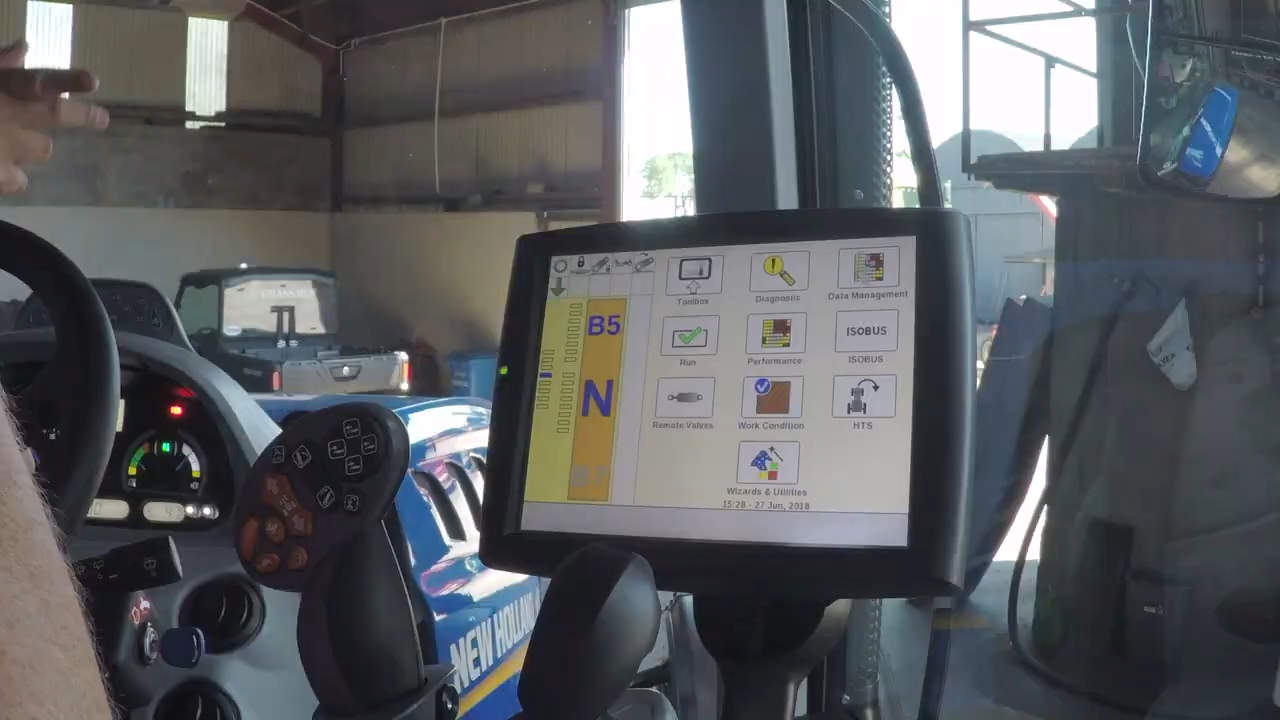 B5
N
Toolbox
Diagnostic
Data Management
Run
Performance
ISOBUS
ISOBUS
Remote Valves
Work Condition
HTS
Wizards & Utilities
15:28 - 27 Jun, 2018
N
NEW HOLLAND